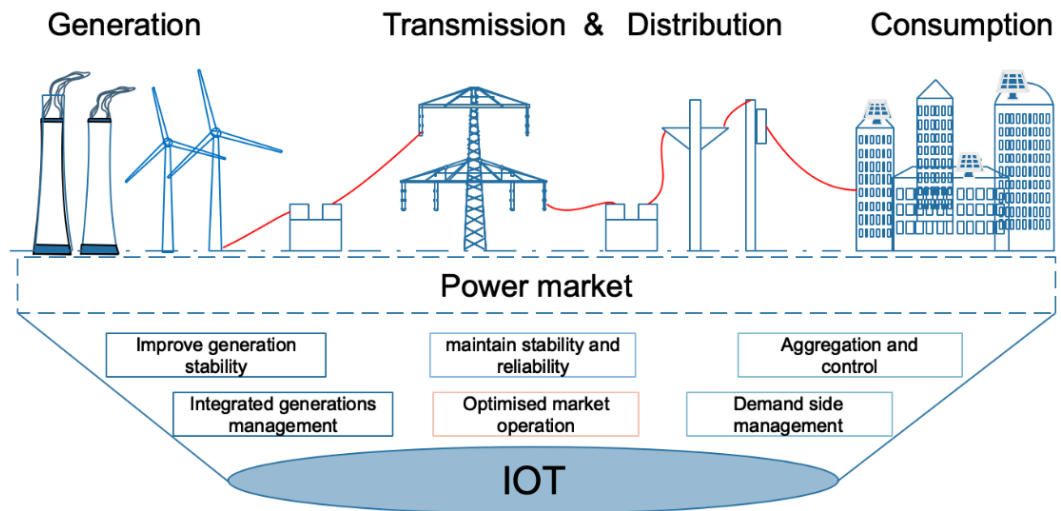 Generation
Transmission & Distribution
Consumption
Power market
Improve generation
stability
maintain stability and
reliability
Aggregation and
control
Integrated generations
management
Optimised market
operation
Demand side
management
IOT